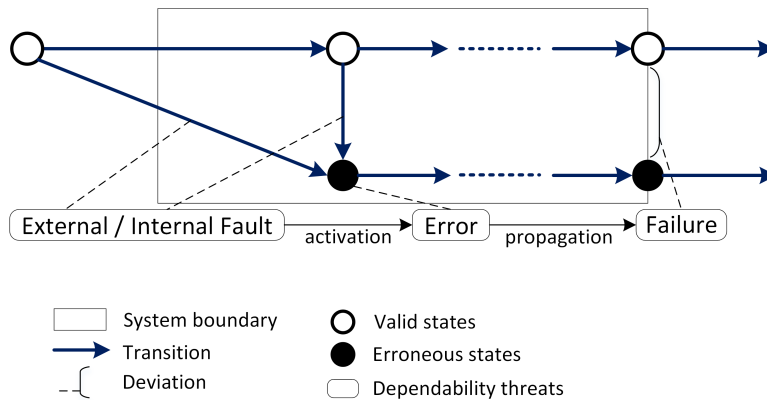 External / Internal Fault
activation
Error
propagation
Failure
System boundary
Valid states
Transition
Erroneous states
Deviation
Dependability threats